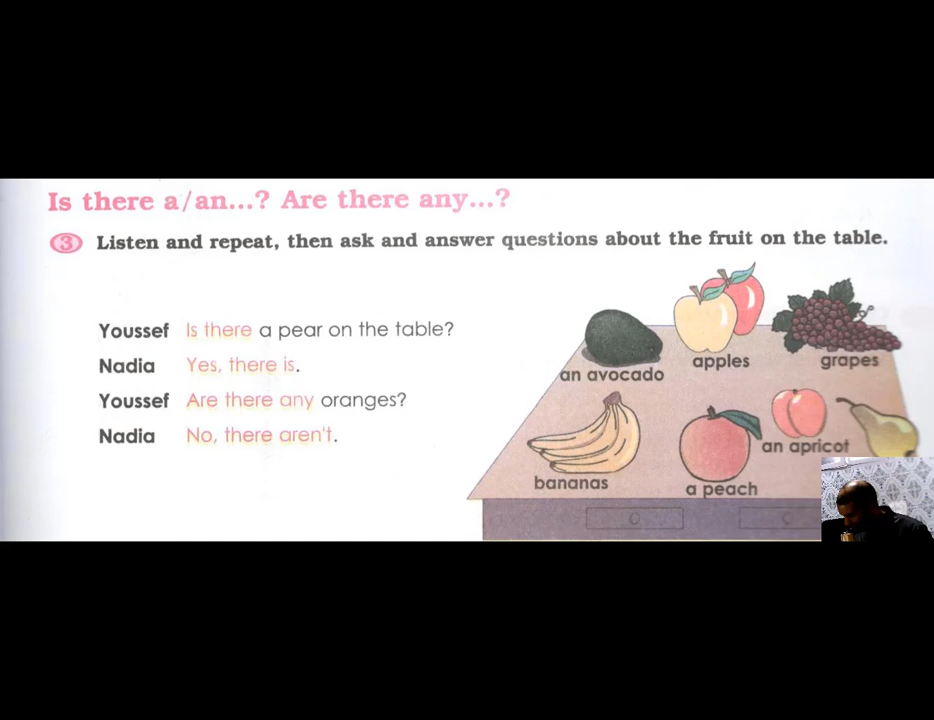 Is there a/an...? Are there any...?
3 Listen and repeat, then ask and answer questions about the fruit on the table.
Youssef Is there a pear on the table?
Nadia Yes, there is.
Youssef Are there any oranges?
Nadia No, there aren't.
apples
grapes
an avocado
an apricot
bananas
a peach